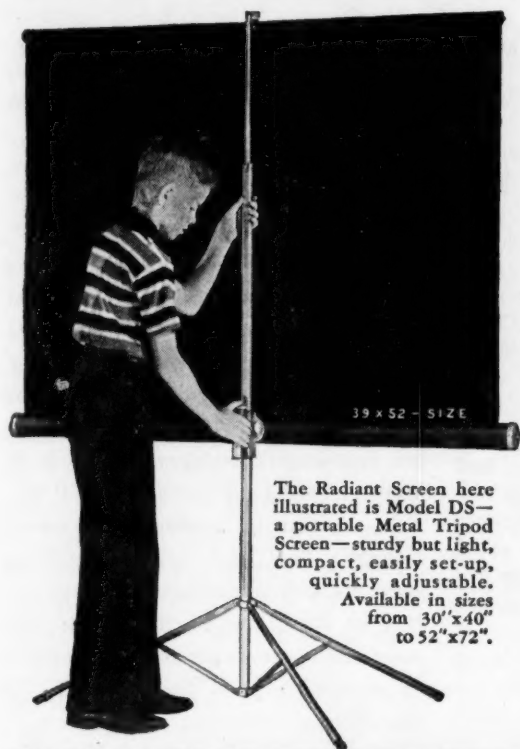 39 x 52 - SIZE
The Radiant Screen here
illustrated is Model DS—
a portable Metal Tripod
Screen—sturdy but light,
compact, easily set-up,
quickly adjustable.
Available in sizes
from 30"x40"
to 52"x72".